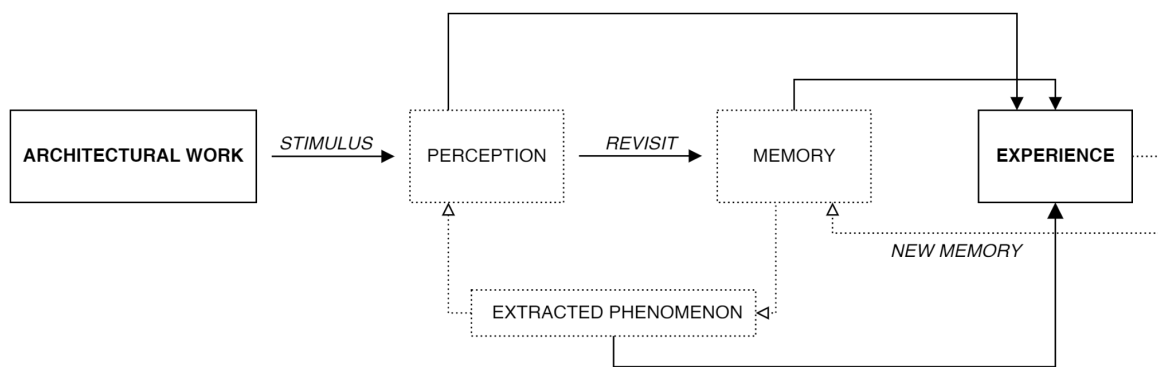 ARCHITECTURAL WORK
STIMULUS
PERCEPTION
REVISIT
MEMORY
EXPERIENCE
NEW MEMORY
EXTRACTED PHENOMENON